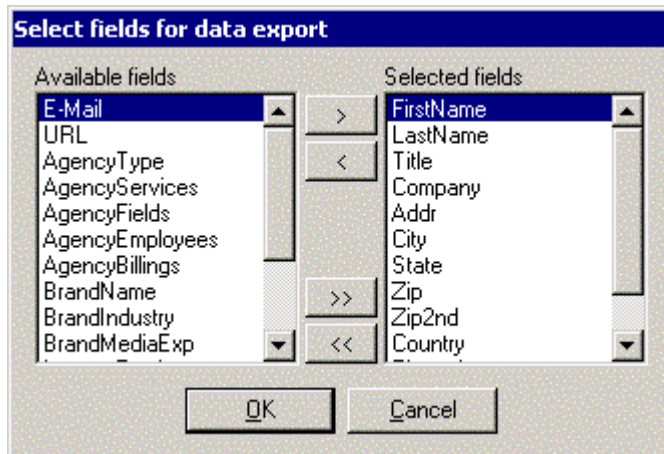 Select fields for data export
Available fields
E-Mail
URL
AgencyType
AgencyServices
AgencyFields
AgencyEmployees
AgencyBillings
BrandName
BrandIndustry
BrandMediaExp
>
<
>>
<<
Selected fields
FirstName
LastName
Title
Company
Addr
City
State
Zip
Zip2nd
Country
OK
Cancel